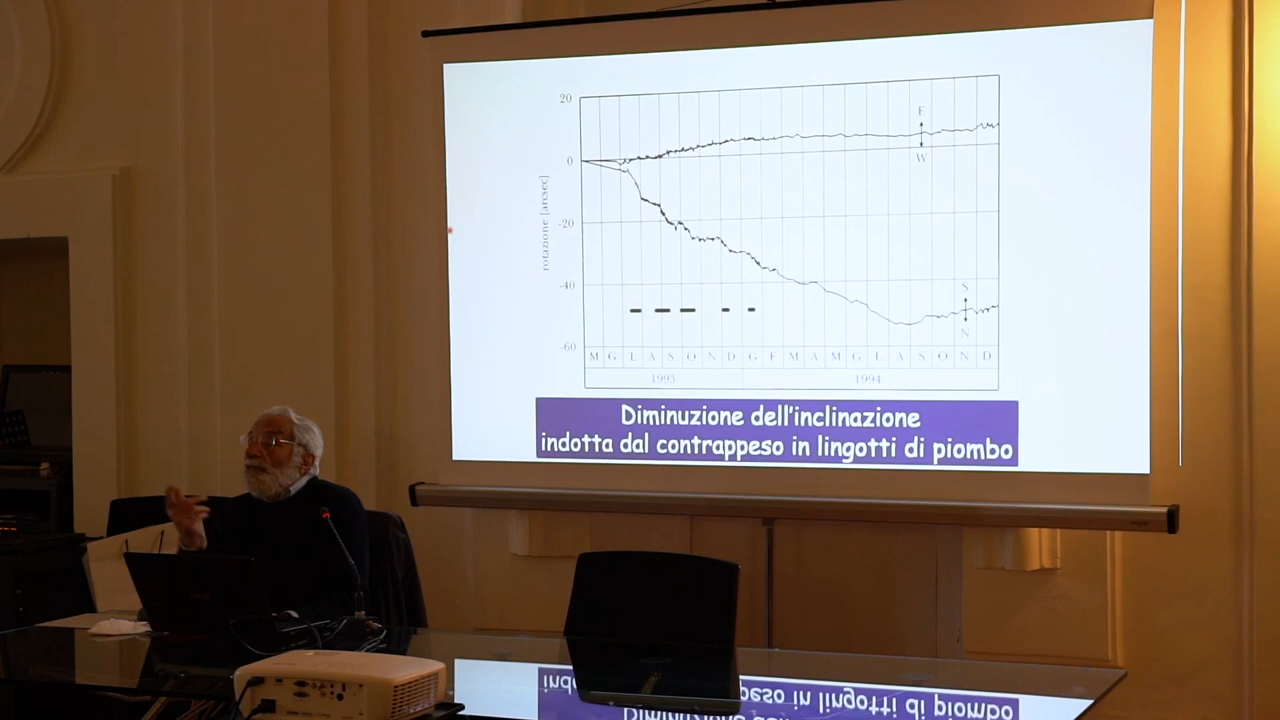 20
E
0
W
rotazione [arcsec]
-20
-40
S
N
-60
M G L A S O N D G F M A M G L A S O N D
1993 1994
Diminuzione dell'inclinazione
indotta dal contrappeso in lingotti di piombo